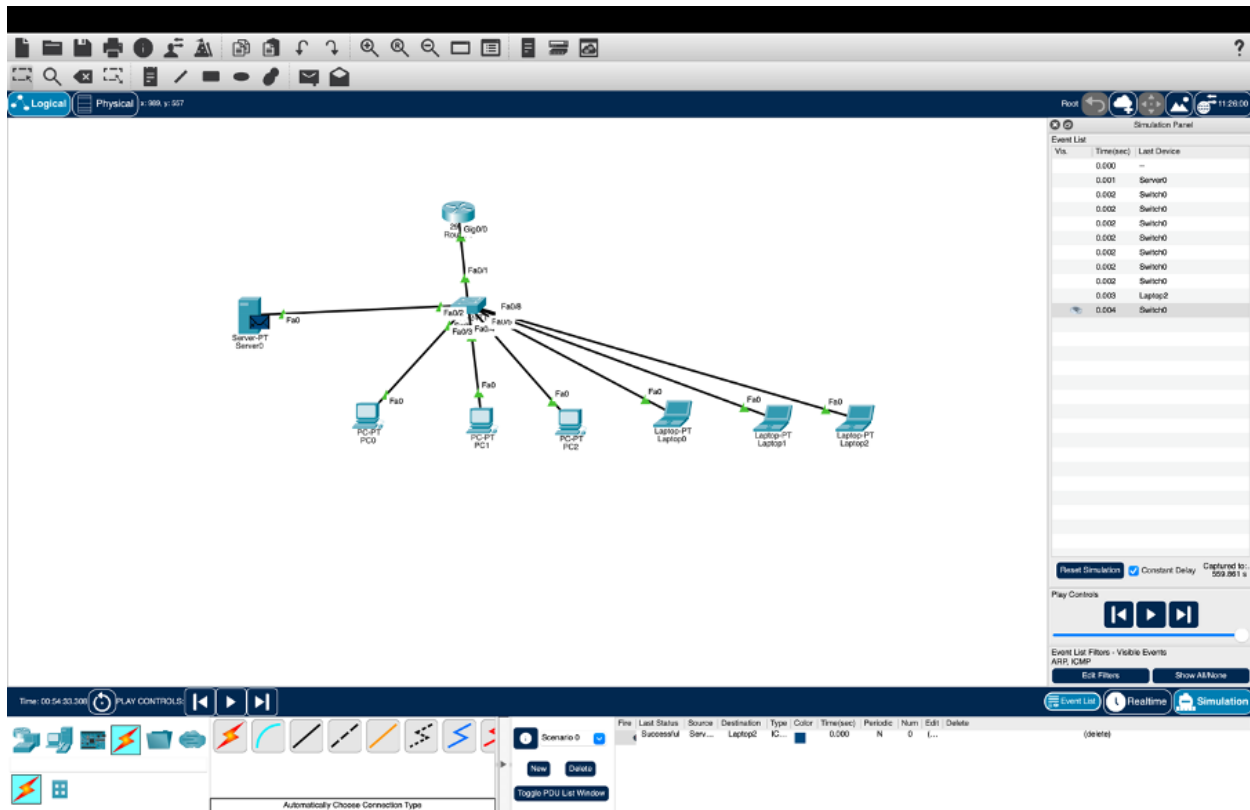 ?
Logical Physical x: 989, y: 557 Root 11:26:00
Simulation Panel
Event List
Vis. Time(sec) Last Device
0.000 --
0.001 Server0
0.002 Switch0
0.002 Switch0
0.002 Switch0
0.002 Switch0
0.002 Switch0
0.002 Switch0
0.002 Switch0
0.003 Laptop2
0.004 Switch0
Gig0/0
Fa0/1
Fa0/8
Fa0/2
Fa0/3
Fa0
Server-PT
Server0
Fa0
Fa0
Fa0
Fa0
Fa0
Fa0
PC-PT
PC0
PC-PT
PC1
PC-PT
PC2
Laptop-PT
Laptop0
Laptop-PT
Laptop1
Laptop-PT
Laptop2
Reset Simulation Constant Delay Captured to:
559.861 s
Play Controls
Event List Filters - Visible Events
ARP, ICMP
Edit Filters Show All/None
Time: 00:54:33.308 PLAY CONTROLS: Event List Realtime Simulation
Fire Last Status Source Destination Type Color Time(sec) Periodic Num Edit Delete
Successful Serv... Laptop2 IC... 0.000 N 0 (... (delete)
Scenario 0
New Delete
Toggle PDU List Window
Automatically Choose Connection Type